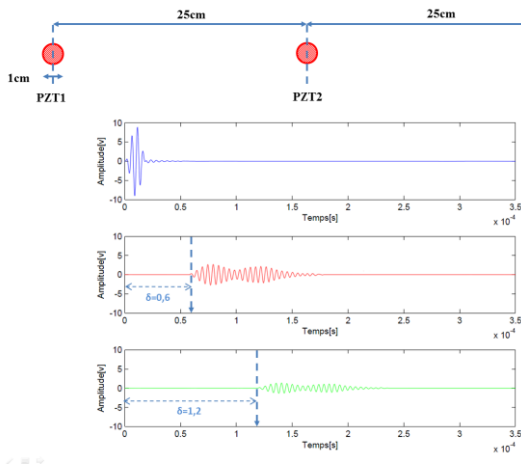 25cm 25cm
1cm
PZT1 PZT2
Amplitude[v]
10
5
0
-5
-10
0 0.5 1 1.5 2 2.5 3 3.5
Temps[s]
x 10⁻⁴
Amplitude[v]
10
5
0
-5
-10
δ=0,6
0 0.5 1 1.5 2 2.5 3 3.5
Temps[s]
x 10⁻⁴
Amplitude[v]
10
5
0
-5
-10
δ=1,2
0 0.5 1 1.5 2 2.5 3 3.5
Temps[s]
x 10⁻⁴